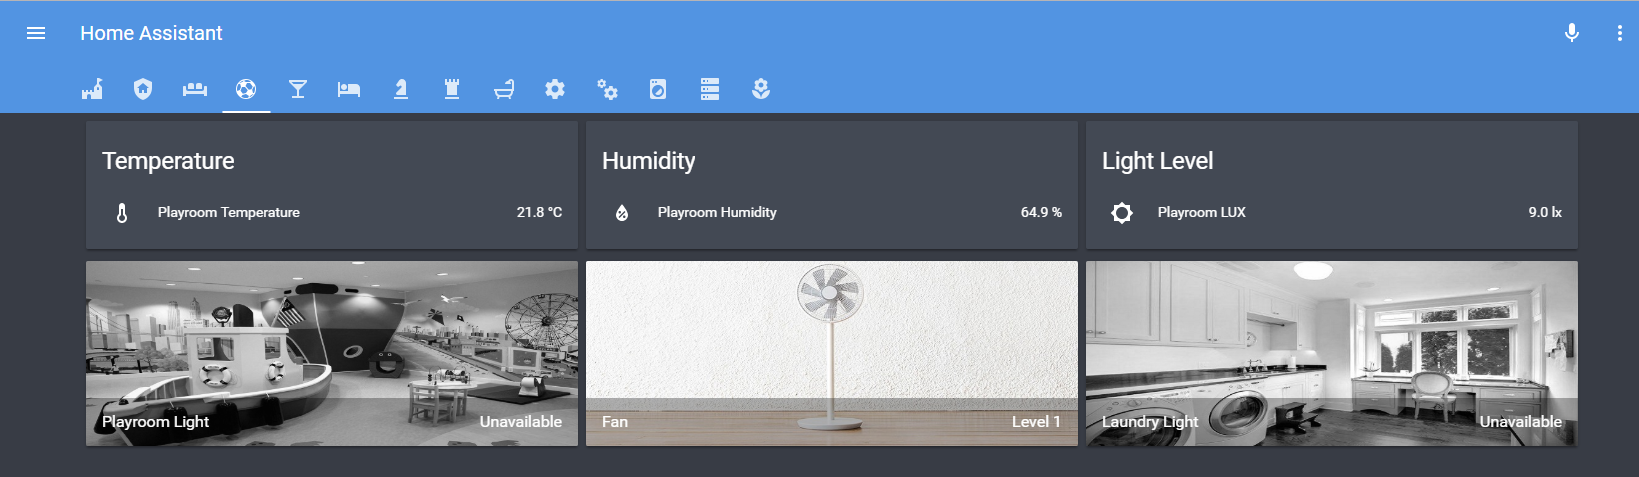 Home Assistant
Temperature
Playroom Temperature 21.8 °C
Humidity
Playroom Humidity 64.9 %
Light Level
Playroom LUX 9.0 lx
Playroom Light Unavailable
Fan Level 1
Laundry Light Unavailable